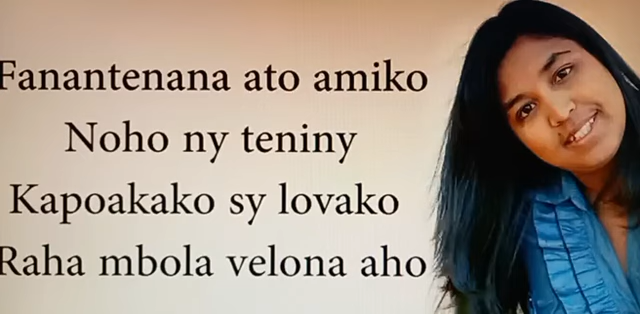 Fanantenana ato amiko
Noho ny teniny
Kapoakako sy lovako
Raha mbola velona aho